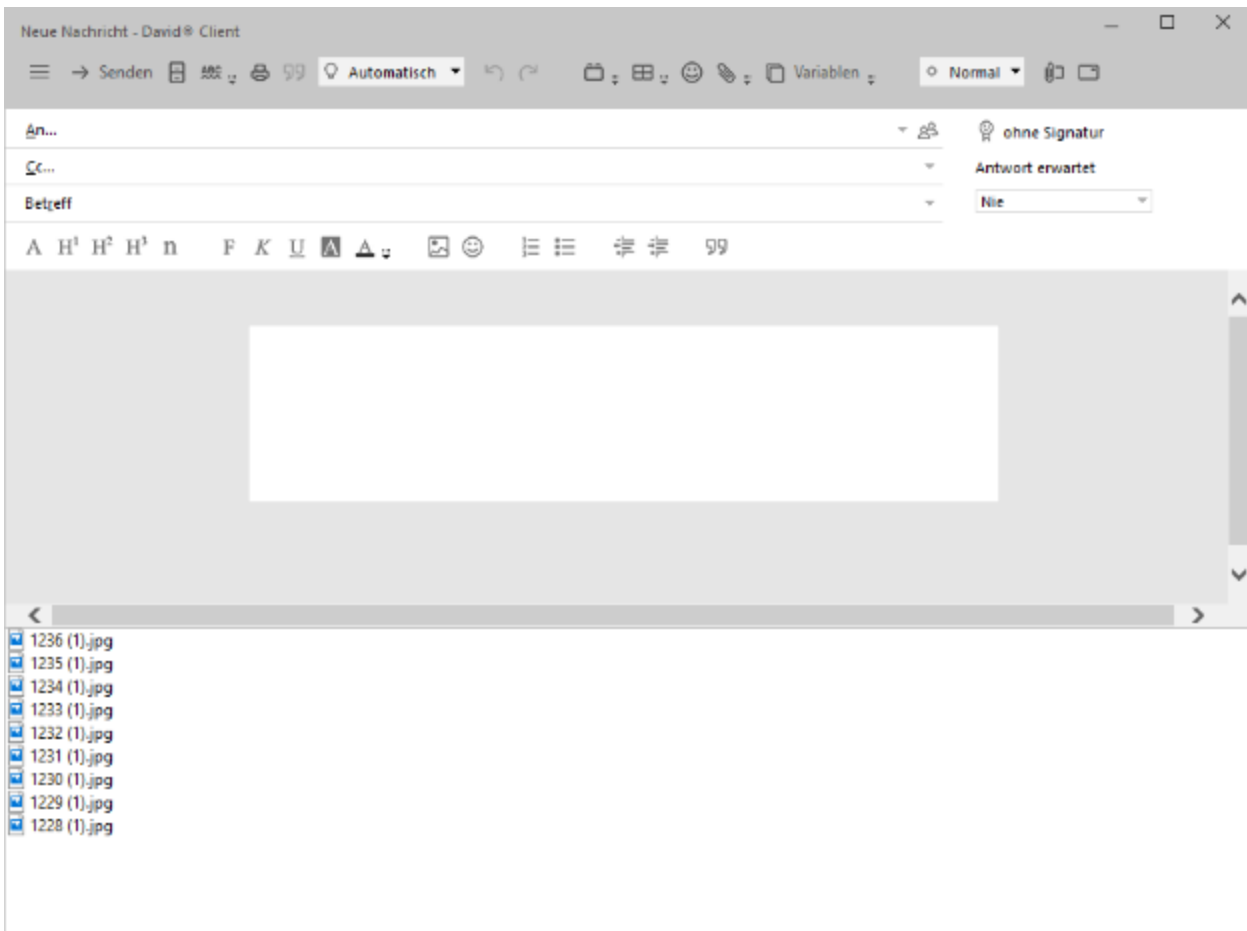 Neue Nachricht - David® Client
Senden Automatisch Variablen Normal
An... ohne Signatur
Cc... Antwort erwartet
Betreff Nie
A H¹ H² H³ n F K U A A
1236 (1).jpg
1235 (1).jpg
1234 (1).jpg
1233 (1).jpg
1232 (1).jpg
1231 (1).jpg
1230 (1).jpg
1229 (1).jpg
1228 (1).jpg